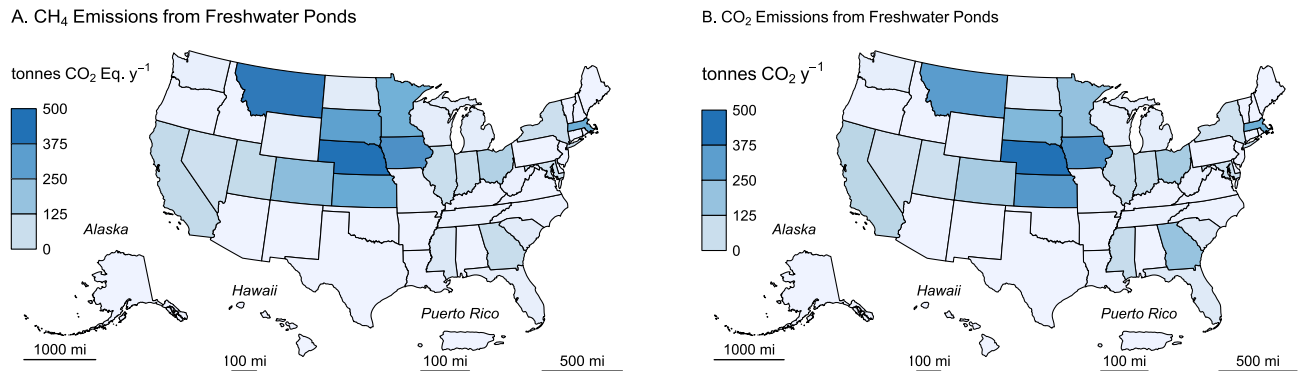 A. CH₄ Emissions from Freshwater Ponds
tonnes CO₂ Eq. y⁻¹
500
375
250
125
0
Alaska
Hawaii
Puerto Rico
1000 mi
100 mi
100 mi
500 mi
B. CO₂ Emissions from Freshwater Ponds
tonnes CO₂ y⁻¹
500
375
250
125
0
Alaska
Hawaii
Puerto Rico
1000 mi
100 mi
100 mi
500 mi